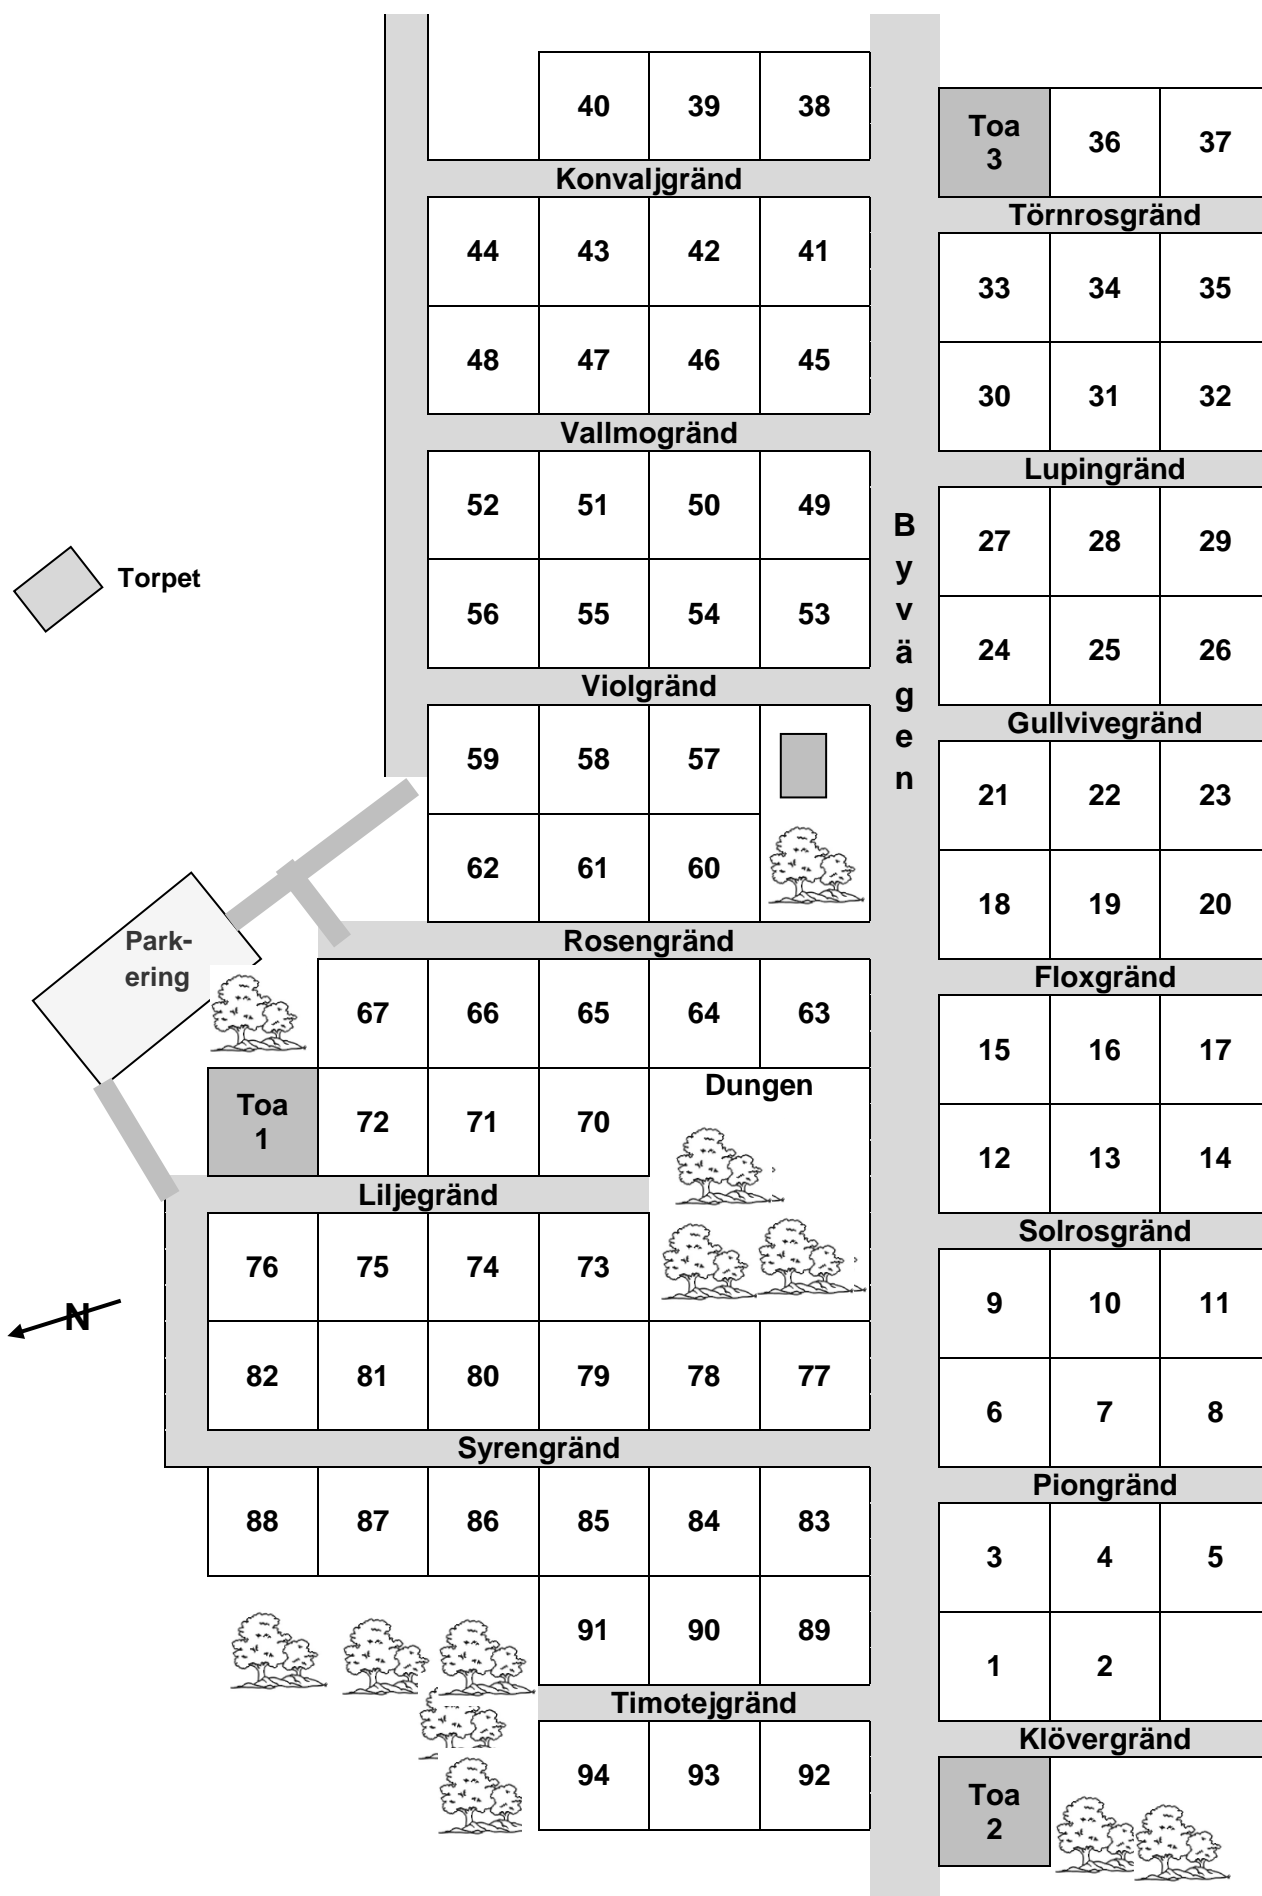 40 39 38
Toa 36 37
3
Konvaljgränd
Törnrosgränd
44 43 42 41
33 34 35
48 47 46 45
30 31 32
Vallmogränd
Lupingränd
52 51 50 49
B
y
v
ä
g
e
n
27 28 29
Torpet
56 55 54 53
24 25 26
Violgränd
Gullvivegränd
59 58 57
21 22 23
62 61 60
18 19 20
Park-
ering
Rosengränd
Floxgränd
67 66 65 64 63
15 16 17
Dungen
Toa
1
72 71 70
12 13 14
Liljegränd
Solrosgränd
76 75 74 73
9 10 11
N
82 81 80 79 78 77
6 7 8
Syrengränd
Piongränd
88 87 86 85 84 83
3 4 5
91 90 89
1 2
Timotejgränd
Klövergränd
94 93 92
Toa
2